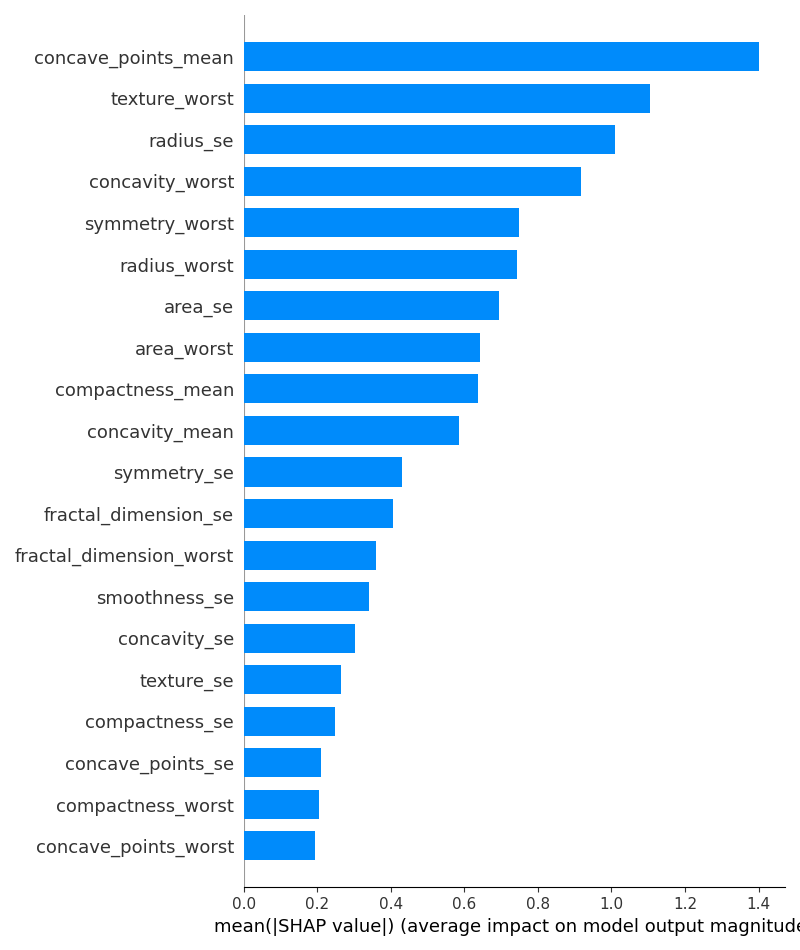 concave_points_mean
texture_worst
radius_se
concavity_worst
symmetry_worst
radius_worst
area_se
area_worst
compactness_mean
concavity_mean
symmetry_se
fractal_dimension_se
fractal_dimension_worst
smoothness_se
concavity_se
texture_se
compactness_se
concave_points_se
compactness_worst
concave_points_worst
0.0 0.2 0.4 0.6 0.8 1.0 1.2 1.4
mean(|SHAP value|) (average impact on model output magnitude